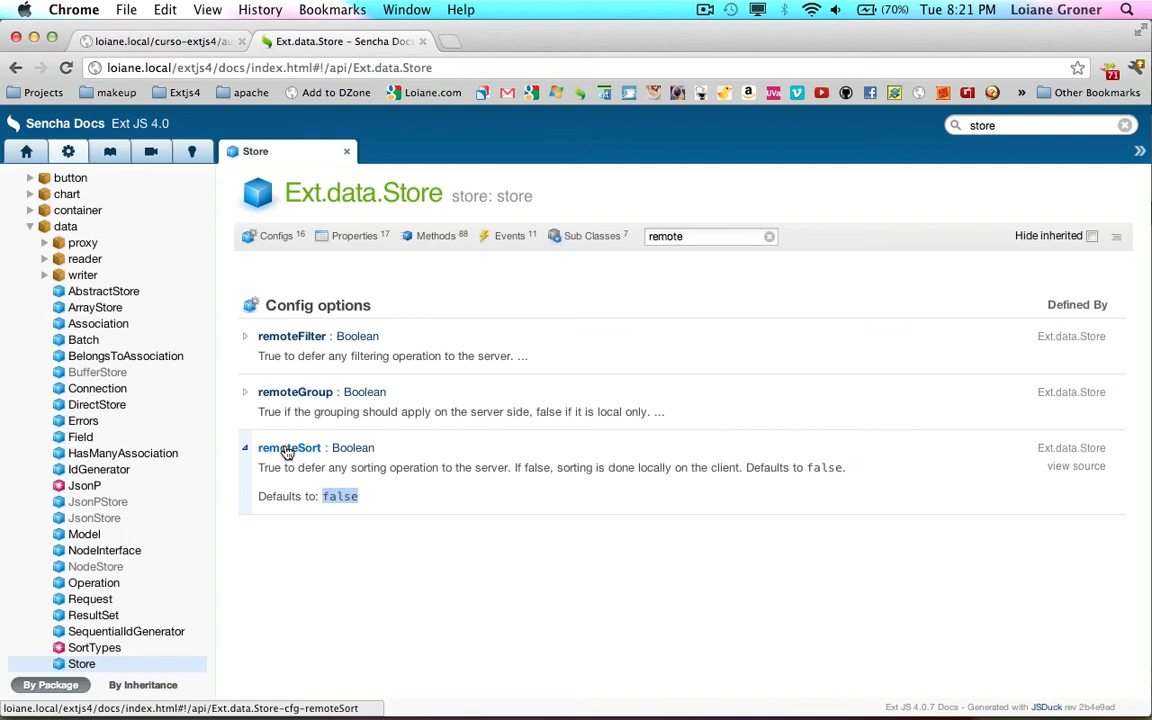 Chrome File Edit View History Bookmarks Window Help (70%) Tue 8:21 PM Loiane Groner
loiane.local/curso-extjs4/au Ext.data.Store – Sencha Doc
loiane.local/extjs4/docs/index.html#!/api/Ext.data.Store 71
Projects makeup Extjs4 apache Add to DZone Loiane.com UVa » Other Bookmarks
Sencha Docs Ext JS 4.0 store
Store »
button
chart
container
data
proxy
reader
writer
AbstractStore
ArrayStore
Association
Batch
BelongsToAssociation
BufferStore
Connection
DirectStore
Errors
Field
HasManyAssociation
IdGenerator
JsonP
JsonPStore
JsonStore
Model
NodeInterface
NodeStore
Operation
Request
ResultSet
SequentialIdGenerator
SortTypes
Store
By Package By Inheritance
Ext.data.Store store: store
Configs 16 Properties 17 Methods 88 Events 11 Sub Classes 7 remote Hide inherited
Config options Defined By
remoteFilter : Boolean Ext.data.Store
True to defer any filtering operation to the server. ...
remoteGroup : Boolean Ext.data.Store
True if the grouping should apply on the server side, false if it is local only. ...
remoteSort : Boolean Ext.data.Store
True to defer any sorting operation to the server. If false, sorting is done locally on the client. Defaults to false. view source
Defaults to: false
loiane.local/extjs4/docs/index.html#!/api/Ext.data.Store-cfg-remoteSort Ext JS 4.0.7 Docs - Generated with JSDuck rev 2b4e9ad